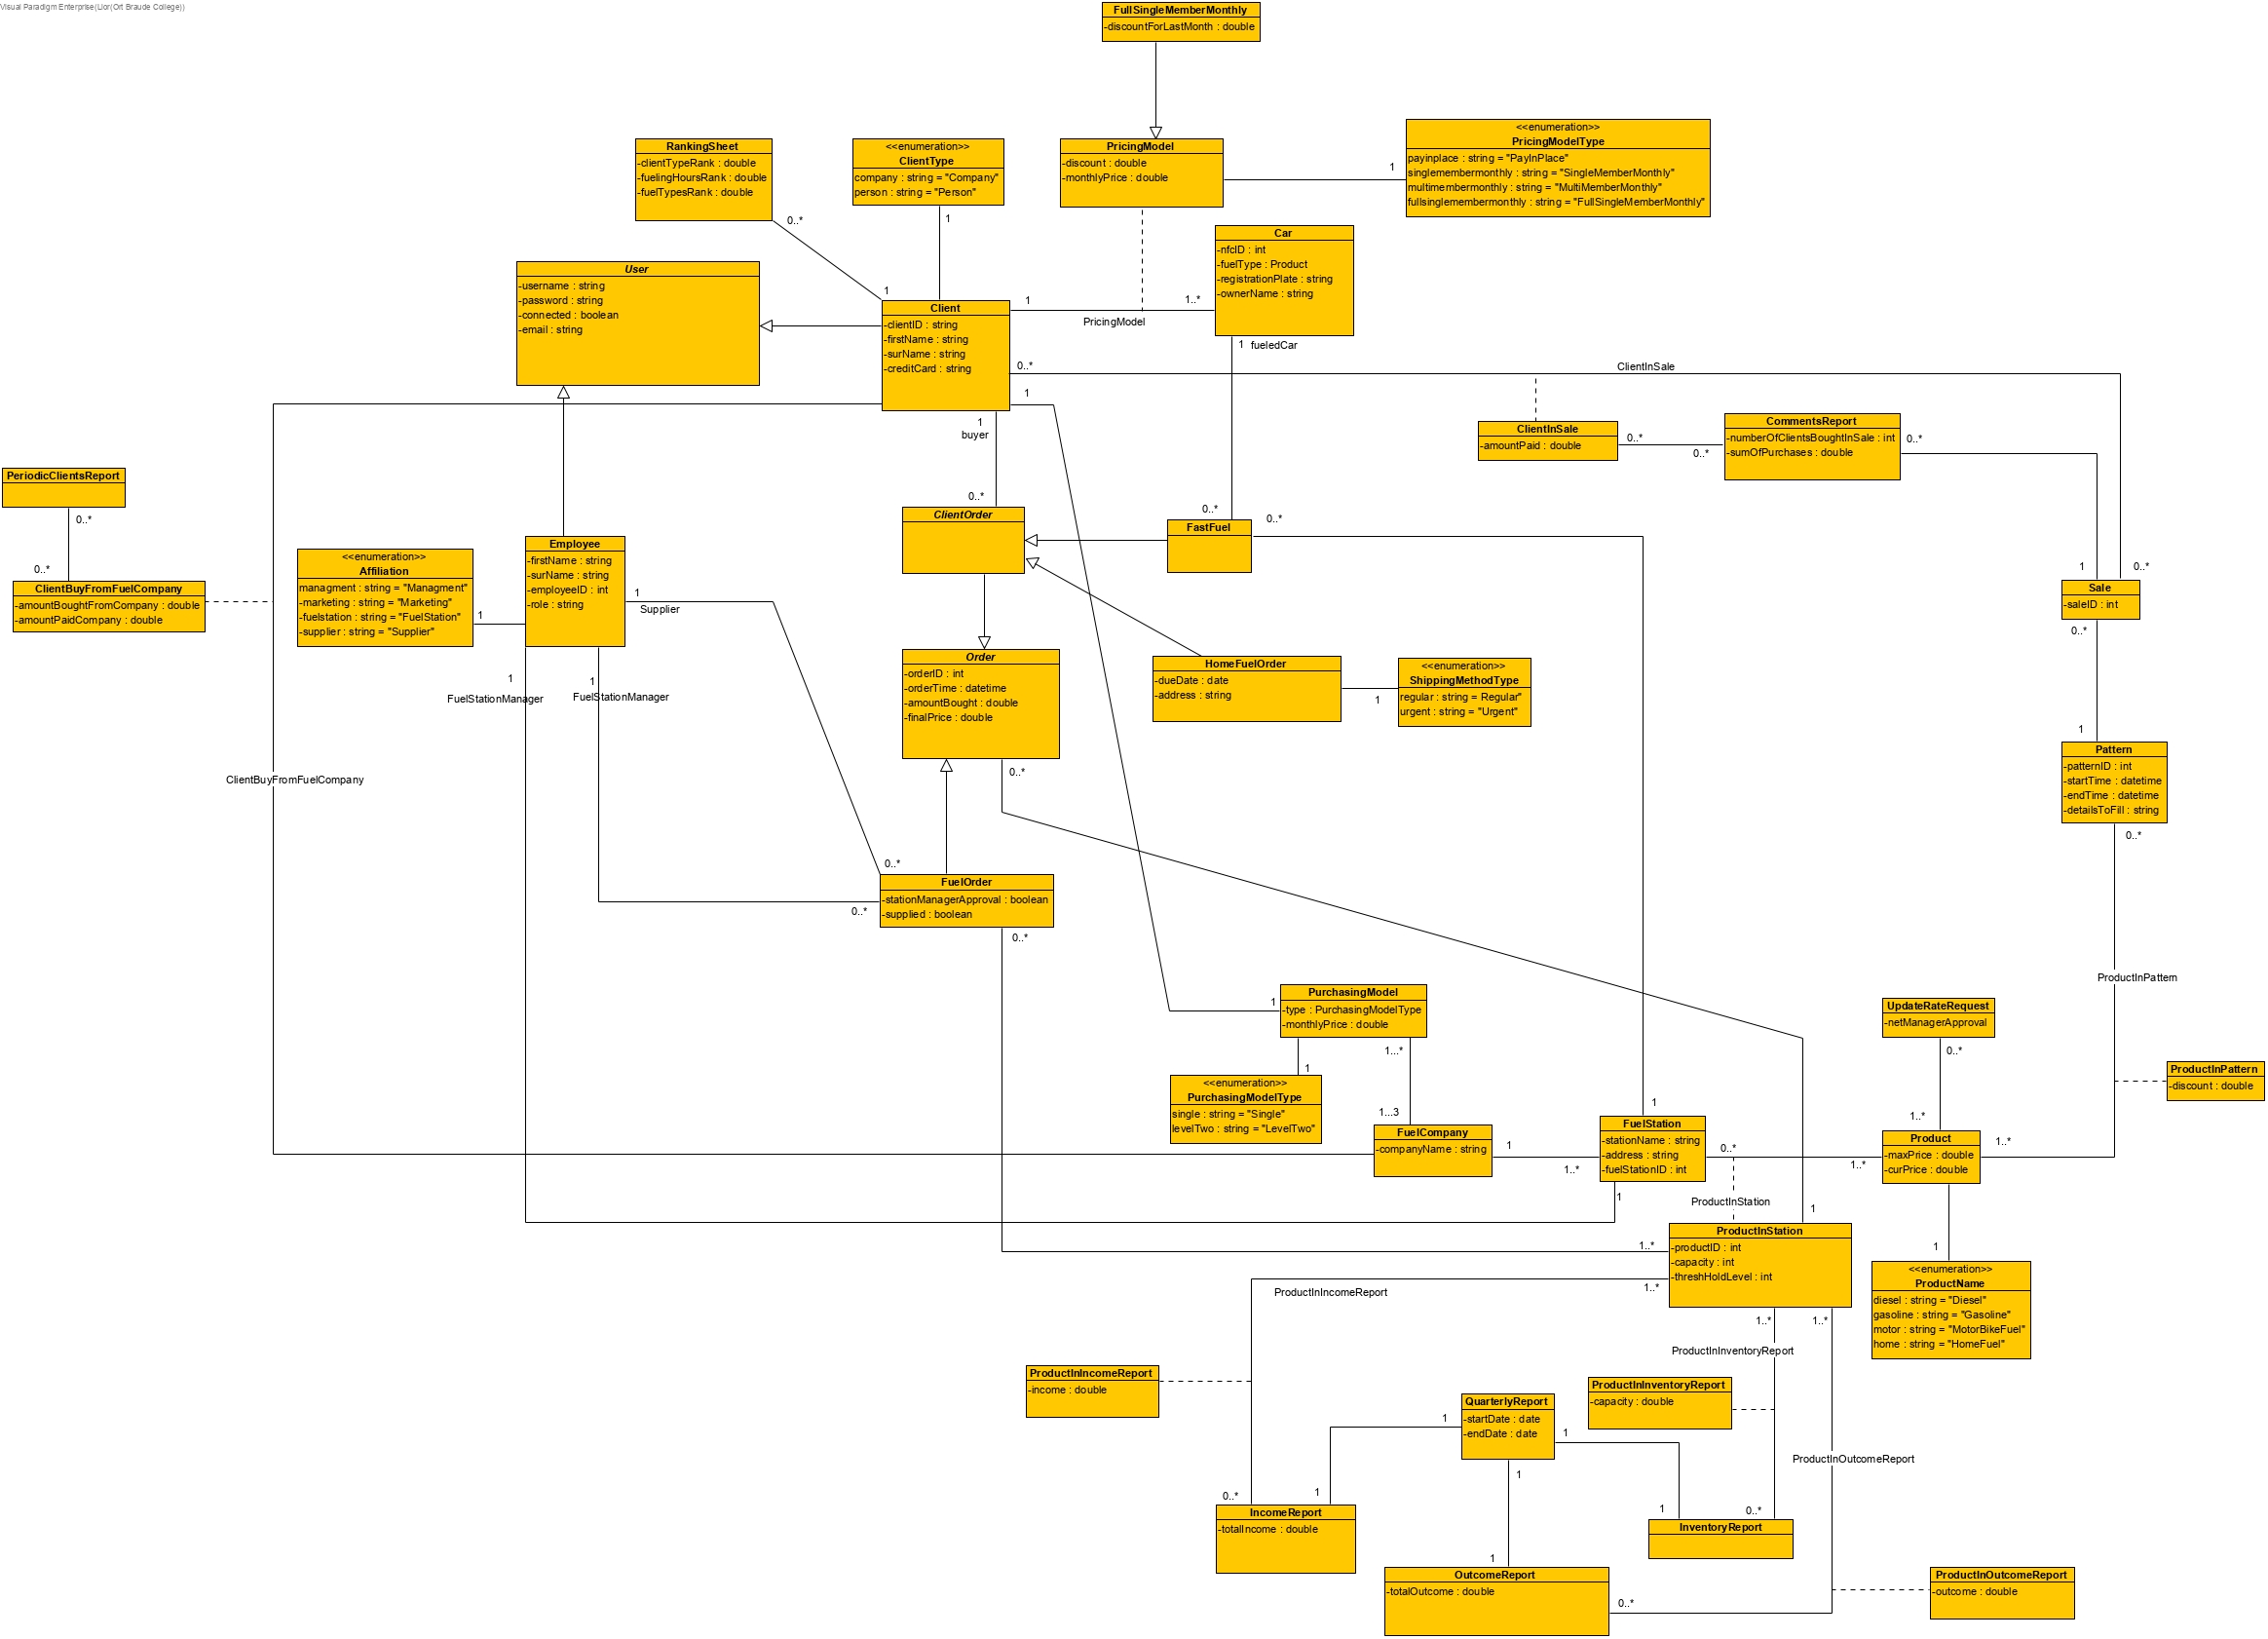 Visual Paradigm Enterprise(Lior(Ort Braude College))
FullSingleMemberMonthly
-discountForLastMonth : double
RankingSheet
-clientTypeRank : double
-fuelingHoursRank : double
-fuelTypesRank : double
0..*
1
<<enumeration>>
ClientType
company : string = "Company"
person : string = "Person"
1
PricingModel
-discount : double
-monthlyPrice : double
1
<<enumeration>>
PricingModelType
payinplace : string = "PayInPlace"
singlemembermonthly : string = "SingleMemberMonthly"
multimembermonthly : string = "MultiMemberMonthly"
fullsinglemembermonthly : string = "FullSingleMemberMonthly"
User
-username : string
-password : string
-connected : boolean
-email : string
Client
-clientID : string
-firstName : string
-surName : string
-creditCard : string
1
1..*
PricingModel
Car
-nfcID : int
-fuelType : Product
-registrationPlate : string
-ownerName : string
1 fueledCar
0..*
ClientInSale
1
1
buyer
0..*
ClientInSale
-amountPaid : double
0..*
0..*
CommentsReport
-numberOfClientsBoughtInSale : int
-sumOfPurchases : double
0..*
1
0..*
PeriodicClientsReport
0..*
0..*
ClientBuyFromFuelCompany
-amountBoughtFromCompany : double
-amountPaidCompany : double
<<enumeration>>
Affiliation
managment : string = "Managment"
-marketing : string = "Marketing"
-fuelstation : string = "FuelStation"
-supplier : string = "Supplier"
1
Employee
-firstName : string
-surName : string
-employeeID : int
-role : string
1
Supplier
1
FuelStationManager
1
FuelStationManager
ClientOrder
0..*
FastFuel
0..*
Sale
-saleID : int
0..*
1
Order
-orderID : int
-orderTime : datetime
-amountBought : double
-finalPrice : double
0..*
HomeFuelOrder
-dueDate : date
-address : string
1
<<enumeration>>
ShippingMethodType
regular : string = Regular"
urgent : string = "Urgent"
Pattern
-patternID : int
-startTime : datetime
-endTime : datetime
-detailsToFill : string
0..*
ClientBuyFromFuelCompany
0..*
0..*
FuelOrder
-stationManagerApproval : boolean
-supplied : boolean
0..*
ProductInPattern
1
PurchasingModel
-type : PurchasingModelType
-monthlyPrice : double
1
1...*
<<enumeration>>
PurchasingModelType
single : string = "Single"
levelTwo : string = "LevelTwo"
1...3
FuelCompany
-companyName : string
1
1..*
1
FuelStation
-stationName : string
-address : string
-fuelStationID : int
1
0..*
1..*
UpdateRateRequest
-netManagerApproval
0..*
1..*
Product
-maxPrice : double
-curPrice : double
1..*
ProductInPattern
-discount : double
ProductInStation
1
ProductInStation
-productID : int
-capacity : int
-threshHoldLevel : int
1..*
1..*
ProductInIncomeReport
1
<<enumeration>>
ProductName
diesel : string = "Diesel"
gasoline : string = "Gasoline"
motor : string = "MotorBikeFuel"
home : string = "HomeFuel"
1..*
1..*
ProductInInventoryReport
ProductInIncomeReport
-income : double
QuarterlyReport
-startDate : date
-endDate : date
1
1
1
ProductInInventoryReport
-capacity : double
ProductInOutcomeReport
0..*
1
IncomeReport
-totalIncome : double
1
0..*
InventoryReport
1
OutcomeReport
-totalOutcome : double
0..*
ProductInOutcomeReport
-outcome : double